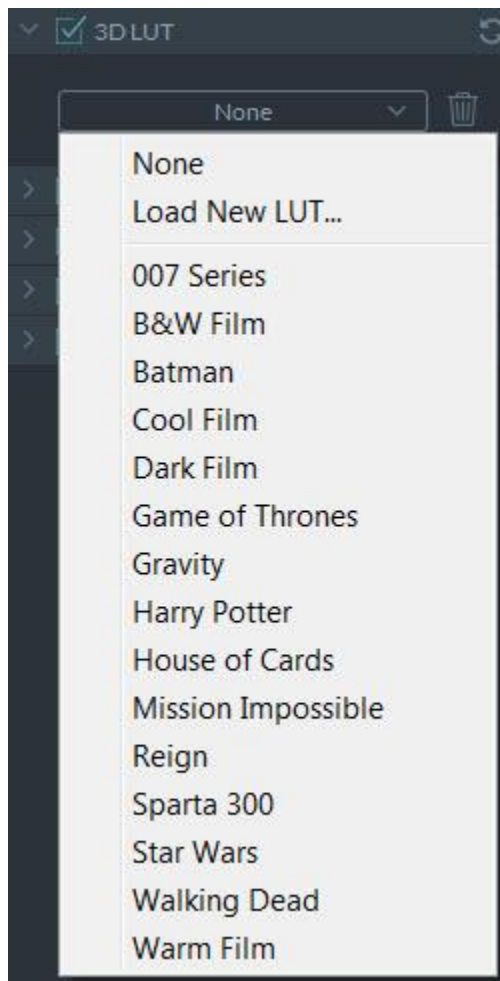 3D LUT
None
None
Load New LUT...
007 Series
B&W Film
Batman
Cool Film
Dark Film
Game of Thrones
Gravity
Harry Potter
House of Cards
Mission Impossible
Reign
Sparta 300
Star Wars
Walking Dead
Warm Film